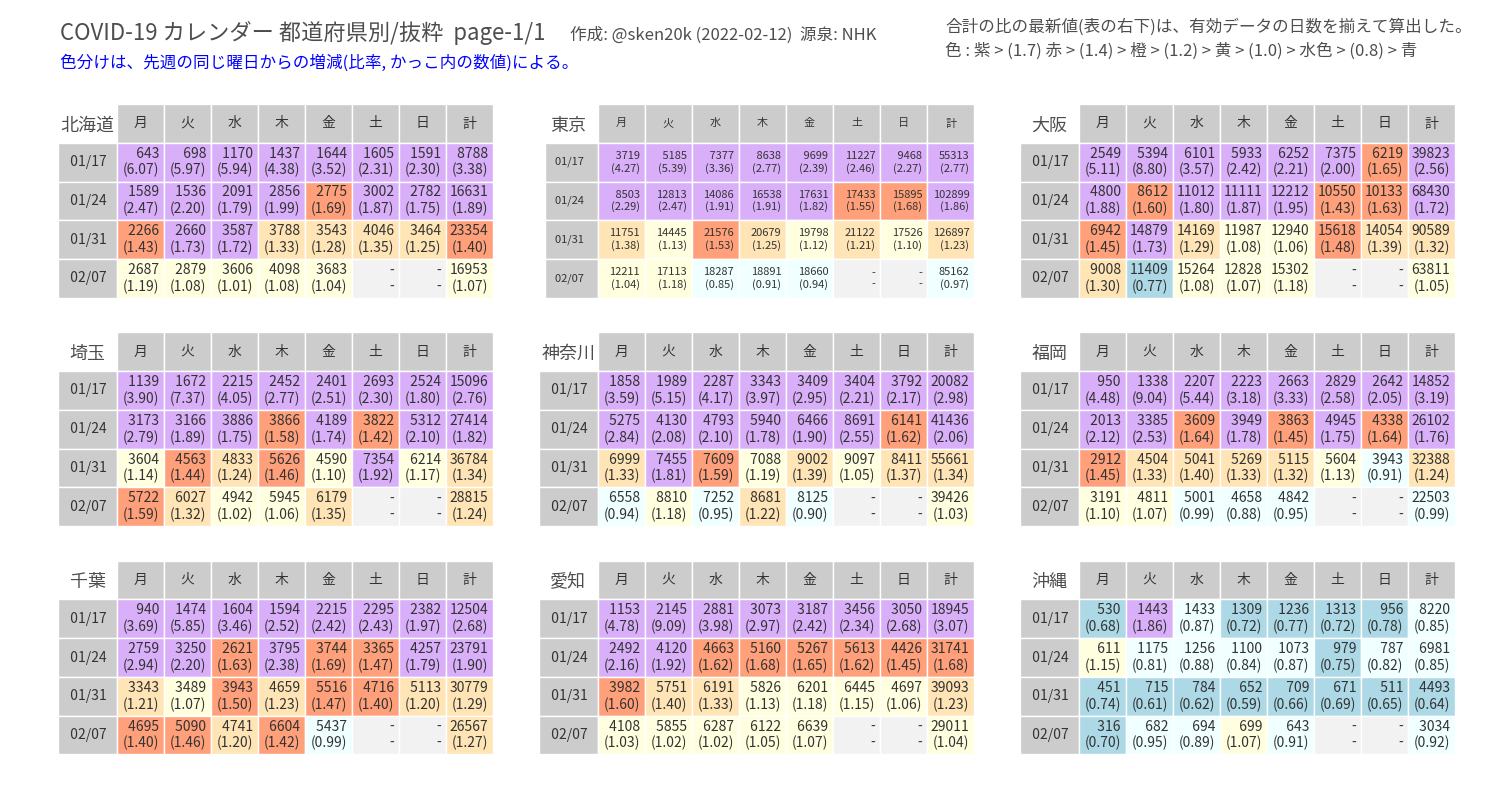 COVID-19 カレンダー 都道府県別/抜粋 page-1/1 作成: @sken20k (2022-02-12) 源泉: NHK
合計の比の最新値(表の右下)は、有効データの日数を揃えて算出した。
色分けは、先週の同じ曜日からの増減(比率, かっこ内の数値)による。
色 : 紫 > (1.7) 赤 > (1.4) > 橙 > (1.2) > 黄 > (1.0) > 水色 > (0.8) > 青
北海道 月 火 水 木 金 土 日 計
01/17 643 698 1170 1437 1644 1605 1591 8788
(6.07) (5.97) (5.94) (4.38) (3.52) (2.31) (2.30) (3.38)
01/24 1589 1536 2091 2856 2775 3002 2782 16631
(2.47) (2.20) (1.79) (1.99) (1.69) (1.87) (1.75) (1.89)
01/31 2266 2660 3587 3788 3543 4046 3464 23354
(1.43) (1.73) (1.72) (1.33) (1.28) (1.35) (1.25) (1.40)
02/07 2687 2879 3606 4098 3683 - - 16953
(1.19) (1.08) (1.01) (1.08) (1.04) - - (1.07)
東京 月 火 水 木 金 土 日 計
01/17 3719 5185 7377 8638 9699 11227 9468 55313
(4.27) (5.39) (3.36) (2.77) (2.39) (2.46) (2.27) (2.77)
01/24 8503 12813 14086 16538 17631 17433 15895 102899
(2.29) (2.47) (1.91) (1.91) (1.82) (1.55) (1.68) (1.86)
01/31 11751 14445 21576 20679 19798 21122 17526 126897
(1.38) (1.13) (1.53) (1.25) (1.12) (1.21) (1.10) (1.23)
02/07 12211 17113 18287 18891 18660 - - 85162
(1.04) (1.18) (0.85) (0.91) (0.94) - - (0.97)
大阪 月 火 水 木 金 土 日 計
01/17 2549 5394 6101 5933 6252 7375 6219 39823
(5.11) (8.80) (3.57) (2.42) (2.21) (2.00) (1.65) (2.56)
01/24 4800 8612 11012 11111 12212 10550 10133 68430
(1.88) (1.60) (1.80) (1.87) (1.95) (1.43) (1.63) (1.72)
01/31 6942 14879 14169 11987 12940 15618 14054 90589
(1.45) (1.73) (1.29) (1.08) (1.06) (1.48) (1.39) (1.32)
02/07 9008 11409 15264 12828 15302 - - 63811
(1.30) (0.77) (1.08) (1.07) (1.18) - - (1.05)
埼玉 月 火 水 木 金 土 日 計
01/17 1139 1672 2215 2452 2401 2693 2524 15096
(3.90) (7.37) (4.05) (2.77) (2.51) (2.30) (1.80) (2.76)
01/24 3173 3166 3886 3866 4189 3822 5312 27414
(2.79) (1.89) (1.75) (1.58) (1.74) (1.42) (2.10) (1.82)
01/31 3604 4563 4833 5626 4590 7354 6214 36784
(1.14) (1.44) (1.24) (1.46) (1.10) (1.92) (1.17) (1.34)
02/07 5722 6027 4942 5945 6179 - - 28815
(1.59) (1.32) (1.02) (1.06) (1.35) - - (1.24)
神奈川 月 火 水 木 金 土 日 計
01/17 1858 1989 2287 3343 3409 3404 3792 20082
(3.59) (5.15) (4.17) (3.97) (2.95) (2.21) (2.17) (2.98)
01/24 5275 4130 4793 5940 6466 8691 6141 41436
(2.84) (2.08) (2.10) (1.78) (1.90) (2.55) (1.62) (2.06)
01/31 6999 7455 7609 7088 9002 9097 8411 55661
(1.33) (1.81) (1.59) (1.19) (1.39) (1.05) (1.37) (1.34)
02/07 6558 8810 7252 8681 8125 - - 39426
(0.94) (1.18) (0.95) (1.22) (0.90) - - (1.03)
福岡 月 火 水 木 金 土 日 計
01/17 950 1338 2207 2223 2663 2829 2642 14852
(4.48) (9.04) (5.44) (3.18) (3.33) (2.58) (2.05) (3.19)
01/24 2013 3385 3609 3949 3863 4945 4338 26102
(2.12) (2.53) (1.64) (1.78) (1.45) (1.75) (1.64) (1.76)
01/31 2912 4504 5041 5269 5115 5604 3943 32388
(1.45) (1.33) (1.40) (1.33) (1.32) (1.13) (0.91) (1.24)
02/07 3191 4811 5001 4658 4842 - - 22503
(1.10) (1.07) (0.99) (0.88) (0.95) - - (0.99)
千葉 月 火 水 木 金 土 日 計
01/17 940 1474 1604 1594 2215 2295 2382 12504
(3.69) (5.85) (3.46) (2.52) (2.42) (2.43) (1.97) (2.68)
01/24 2759 3250 2621 3795 3744 3365 4257 23791
(2.94) (2.20) (1.63) (2.38) (1.69) (1.47) (1.79) (1.90)
01/31 3343 3489 3943 4659 5516 4716 5113 30779
(1.21) (1.07) (1.50) (1.23) (1.47) (1.40) (1.20) (1.29)
02/07 4695 5090 4741 6604 5437 - - 26567
(1.40) (1.46) (1.20) (1.42) (0.99) - - (1.27)
愛知 月 火 水 木 金 土 日 計
01/17 1153 2145 2881 3073 3187 3456 3050 18945
(4.78) (9.09) (3.98) (2.97) (2.42) (2.34) (2.68) (3.07)
01/24 2492 4120 4663 5160 5267 5613 4426 31741
(2.16) (1.92) (1.62) (1.68) (1.65) (1.62) (1.45) (1.68)
01/31 3982 5751 6191 5826 6201 6445 4697 39093
(1.60) (1.40) (1.33) (1.13) (1.18) (1.15) (1.06) (1.23)
02/07 4108 5855 6287 6122 6639 - - 29011
(1.03) (1.02) (1.02) (1.05) (1.07) - - (1.04)
沖縄 月 火 水 木 金 土 日 計
01/17 530 1443 1433 1309 1236 1313 956 8220
(0.68) (1.86) (0.87) (0.72) (0.77) (0.72) (0.78) (0.85)
01/24 611 1175 1256 1100 1073 979 787 6981
(1.15) (0.81) (0.88) (0.84) (0.87) (0.75) (0.82) (0.85)
01/31 451 715 784 652 709 671 511 4493
(0.74) (0.61) (0.62) (0.59) (0.66) (0.69) (0.65) (0.64)
02/07 316 682 694 699 643 - - 3034
(0.70) (0.95) (0.89) (1.07) (0.91) - - (0.92)